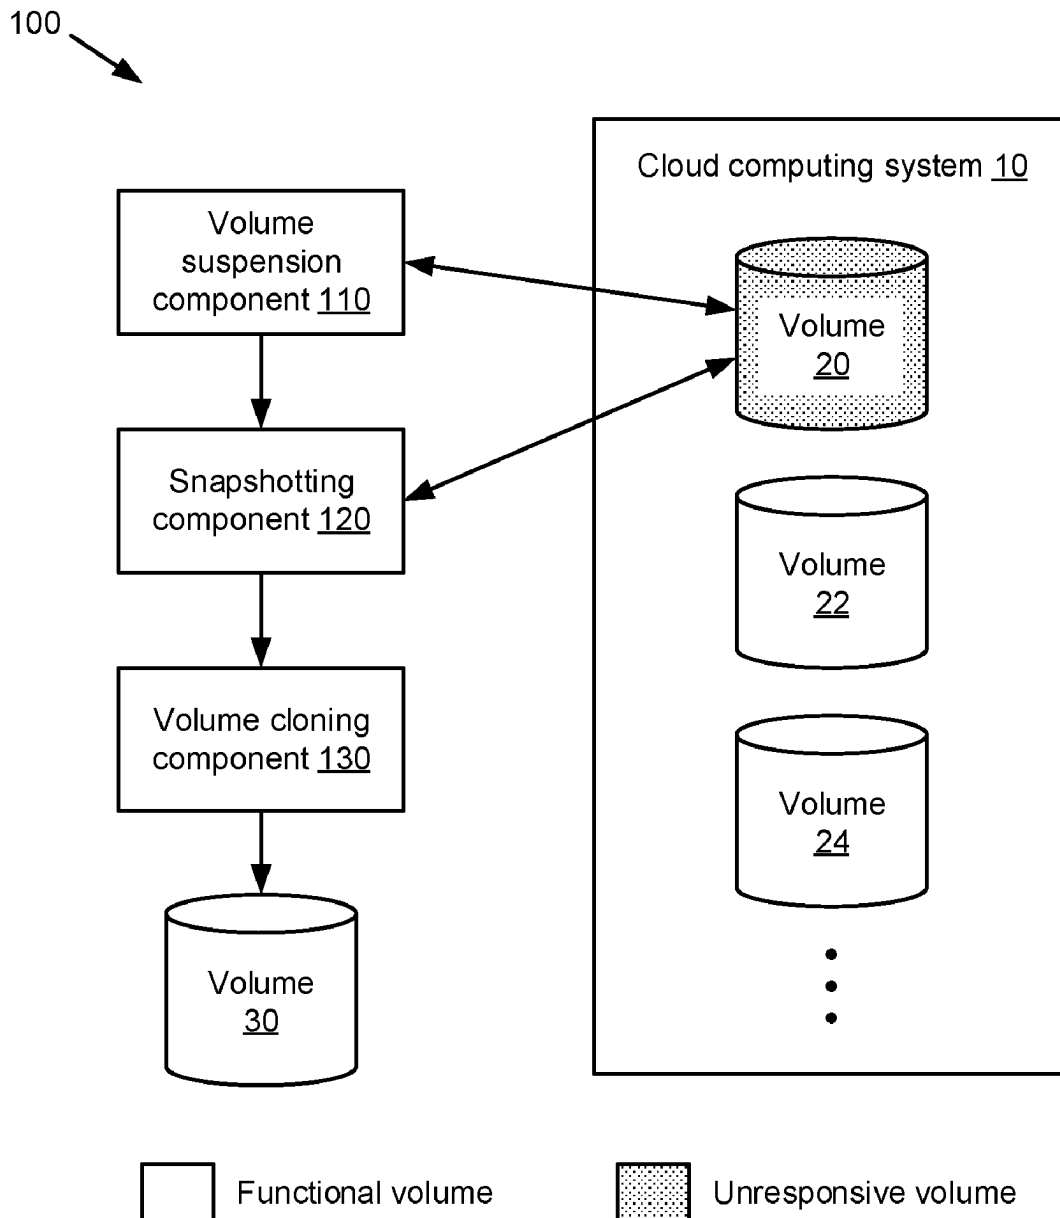 100
Cloud computing system 10
Volume
suspension
component 110
Volume
20
Snapshotting
component 120
Volume
22
Volume cloning
component 130
Volume
24
Volume
30
Functional volume
Unresponsive volume